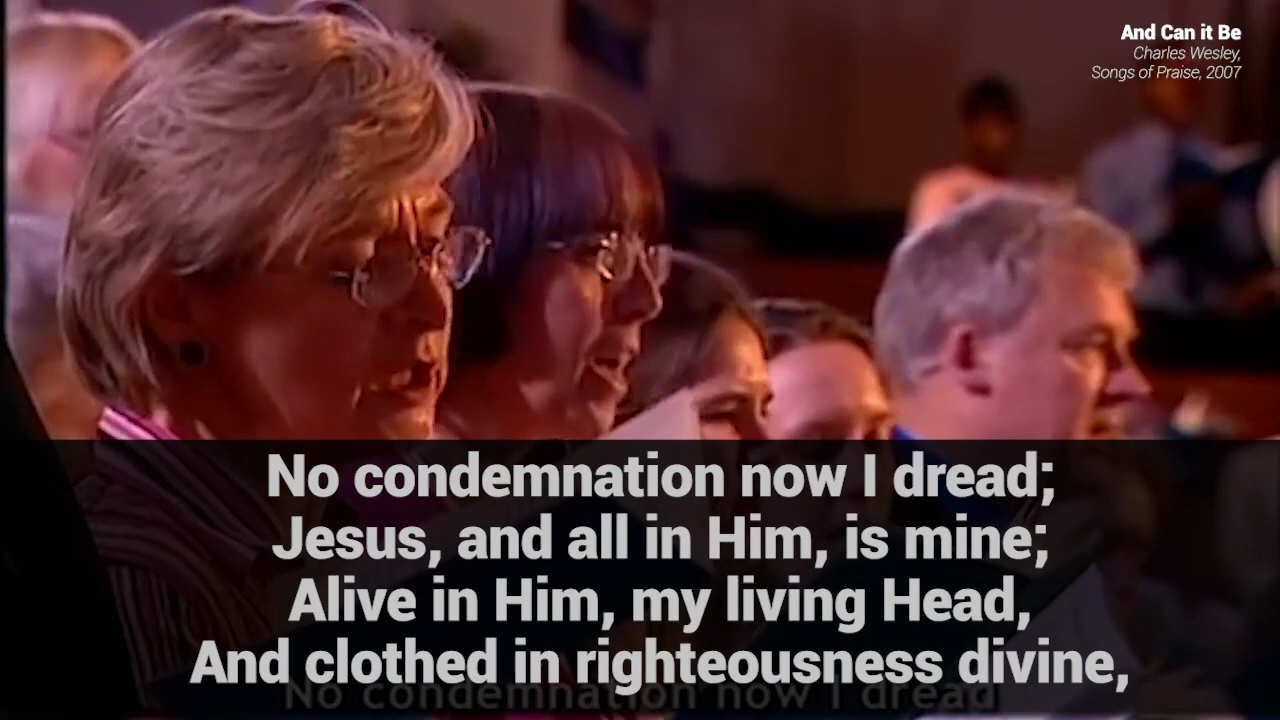 And Can it Be
Charles Wesley,
Songs of Praise, 2007
No condemnation now I dread;
Jesus, and all in Him, is mine;
Alive in Him, my living Head,
And clothed in righteousness divine,
No condemnation now I dread